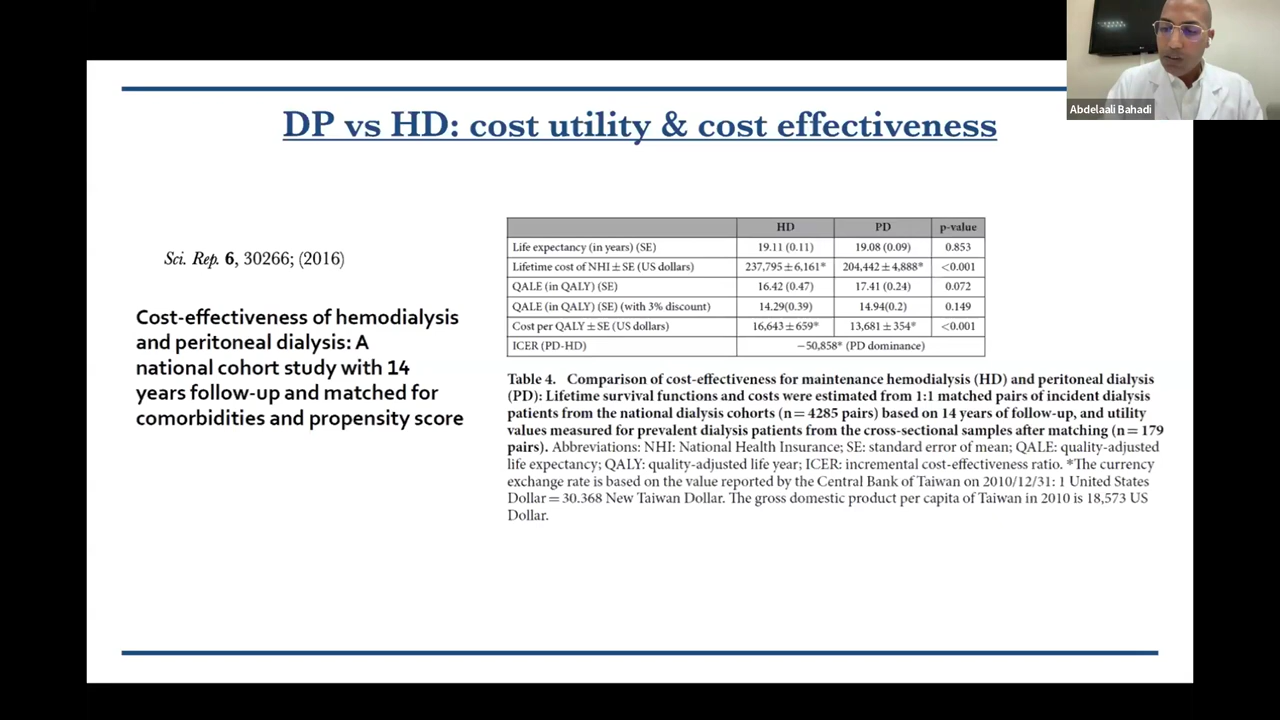 Abdelaali Bahadi
DP vs HD: cost utility & cost effectiveness
Sci. Rep. 6, 30266; (2016)
Cost-effectiveness of hemodialysis
and peritoneal dialysis: A
national cohort study with 14
years follow-up and matched for
comorbidities and propensity score
HD PD p-value
Life expectancy (in years) (SE) 19.11 (0.11) 19.08 (0.09) 0.853
Lifetime cost of NHI ± SE (US dollars) 237,795 ± 6,161* 204,442 ± 4,888* <0.001
QALE (in QALY) (SE) 16.42 (0.47) 17.41 (0.24) 0.072
QALE (in QALY) (SE) (with 3% discount) 14.29(0.39) 14.94(0.2) 0.149
Cost per QALY ± SE (US dollars) 16,643 ± 659* 13,681 ± 354* <0.001
ICER (PD-HD) −50,858* (PD dominance)
Table 4. Comparison of cost-effectiveness for maintenance hemodialysis (HD) and peritoneal dialysis
(PD): Lifetime survival functions and costs were estimated from 1:1 matched pairs of incident dialysis
patients from the national dialysis cohorts (n = 4285 pairs) based on 14 years of follow-up, and utility
values measured for prevalent dialysis patients from the cross-sectional samples after matching (n = 179
pairs). Abbreviations: NHI: National Health Insurance; SE: standard error of mean; QALE: quality-adjusted
life expectancy; QALY: quality-adjusted life year; ICER: incremental cost-effectiveness ratio. *The currency
exchange rate is based on the value reported by the Central Bank of Taiwan on 2010/12/31: 1 United States
Dollar = 30.368 New Taiwan Dollar. The gross domestic product per capita of Taiwan in 2010 is 18,573 US
Dollar.